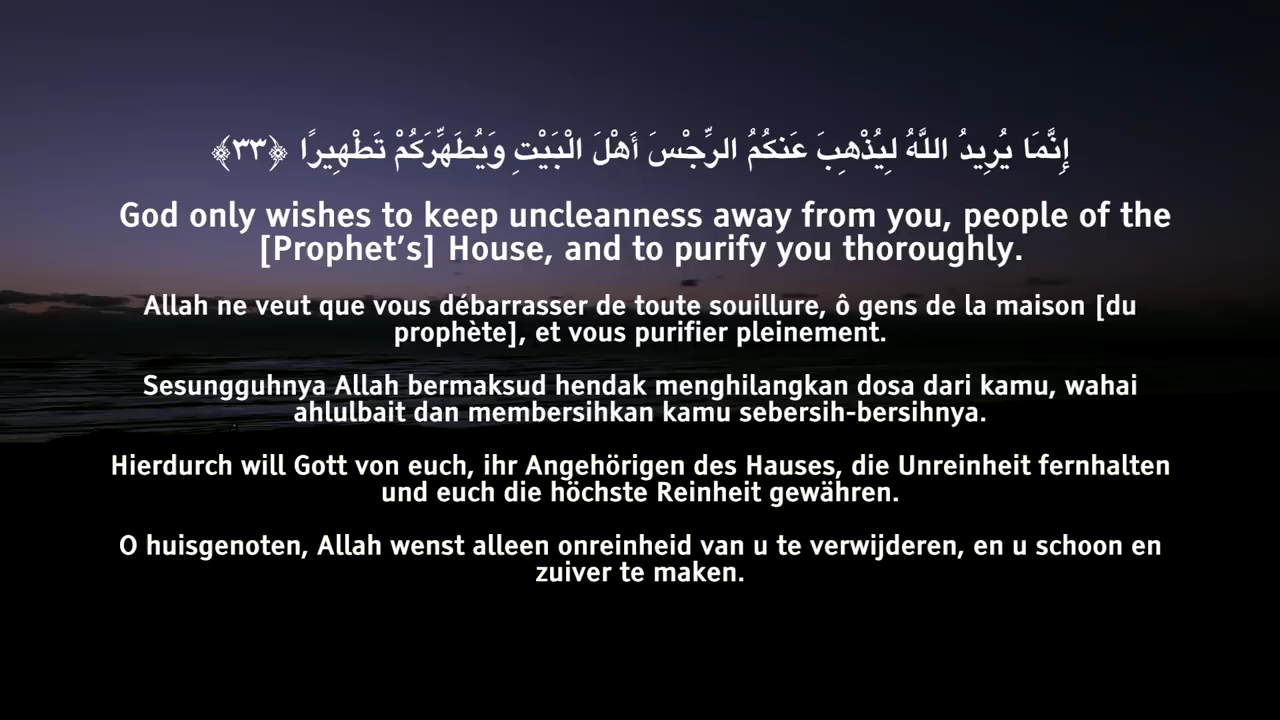 إِنَّمَا يُرِيدُ اللَّهُ لِيُذْهِبَ عَنكُمُ الرِّجْسَ أَهْلَ الْبَيْتِ وَيُطَهِّرَكُمْ تَطْهِيرًا ﴿٣٣﴾
God only wishes to keep uncleanness away from you, people of the
[Prophet’s] House, and to purify you thoroughly.
Allah ne veut que vous débarrasser de toute souillure, ô gens de la maison [du
prophète], et vous purifier pleinement.
Sesungguhnya Allah bermaksud hendak menghilangkan dosa dari kamu, wahai
ahlulbait dan membersihkan kamu sebersih-bersihnya.
Hierdurch will Gott von euch, ihr Angehörigen des Hauses, die Unreinheit fernhalten
und euch die höchste Reinheit gewähren.
O huisgenoten, Allah wenst alleen onreinheid van u te verwijderen, en u schoon en
zuiver te maken.